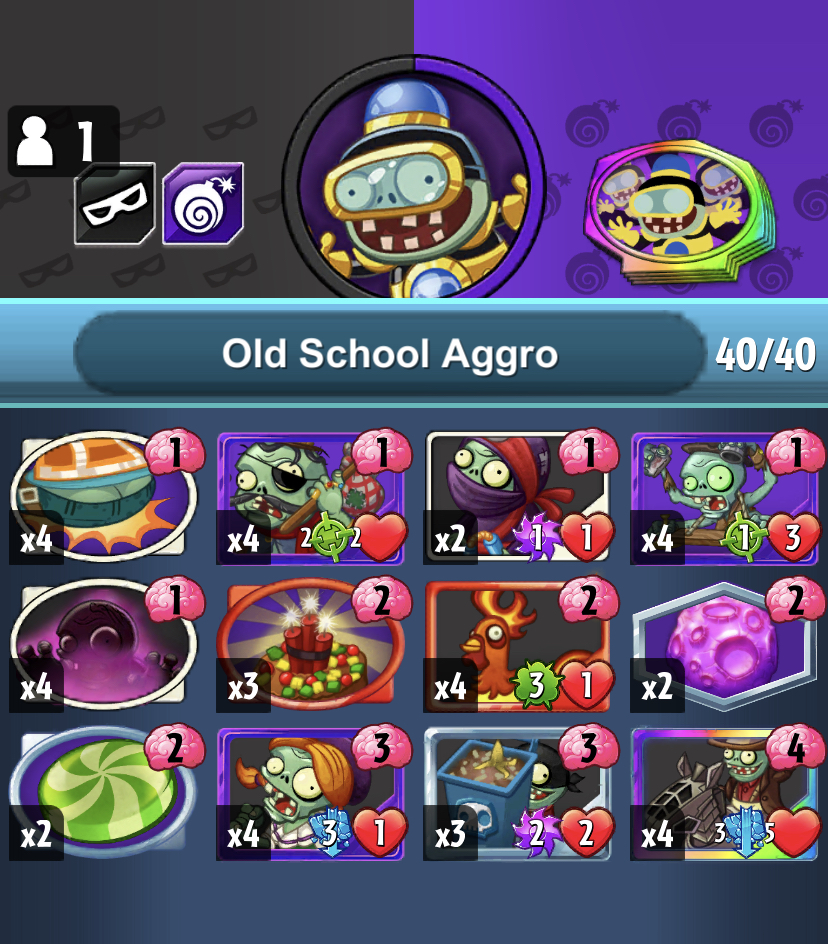 1
Old School Aggro 40/40
1 1 1 1
x4 x4 2 2 x2 1 1 x4 1 3
1 2 2 2
x4 x3 x4 3 1 x2
2 3 3 4
x2 x4 3 1 x3 2 2 x4 3 5